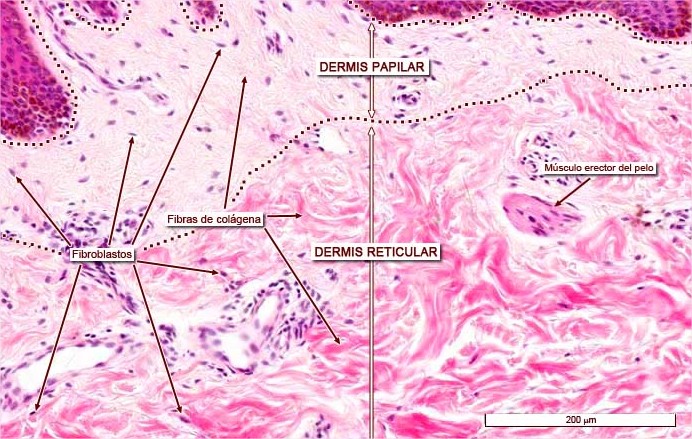 DERMIS PAPILAR
Músculo erector del pelo
Fibras de colágena
Fibroblastos
DERMIS RETICULAR
200 µm